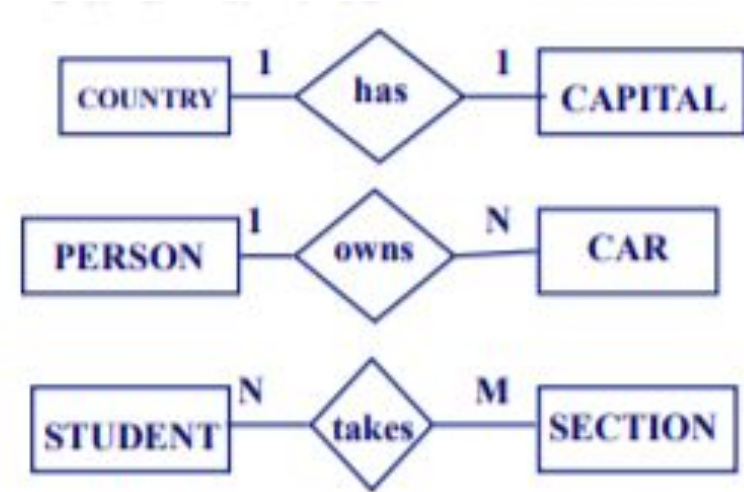 1 1
COUNTRY has CAPITAL
1 N
PERSON owns CAR
N M
STUDENT takes SECTION